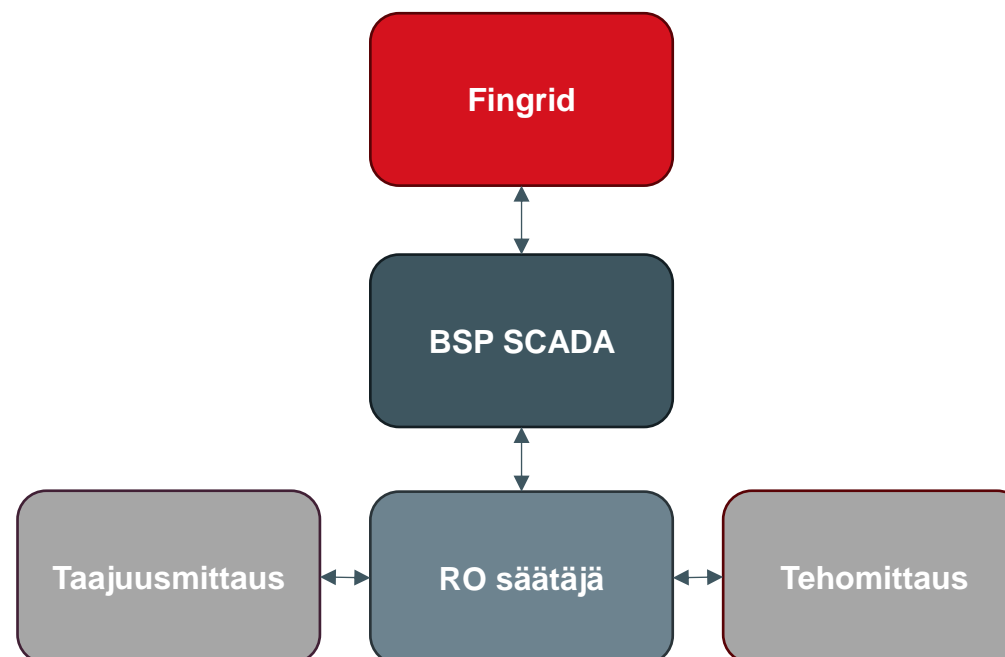 Fingrid
BSP SCADA
Taajuusmittaus
RO säätäjä
Tehomittaus